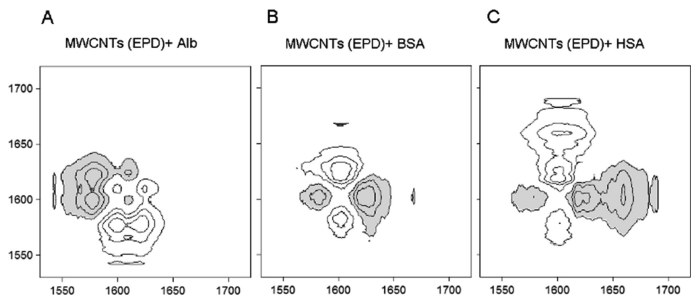 A B C
MWCNTs (EPD)+ Alb MWCNTs (EPD)+ BSA MWCNTs (EPD)+ HSA
1700
1650
1600
1550
1550 1600 1650 1700 1550 1600 1650 1700 1550 1600 1650 1700